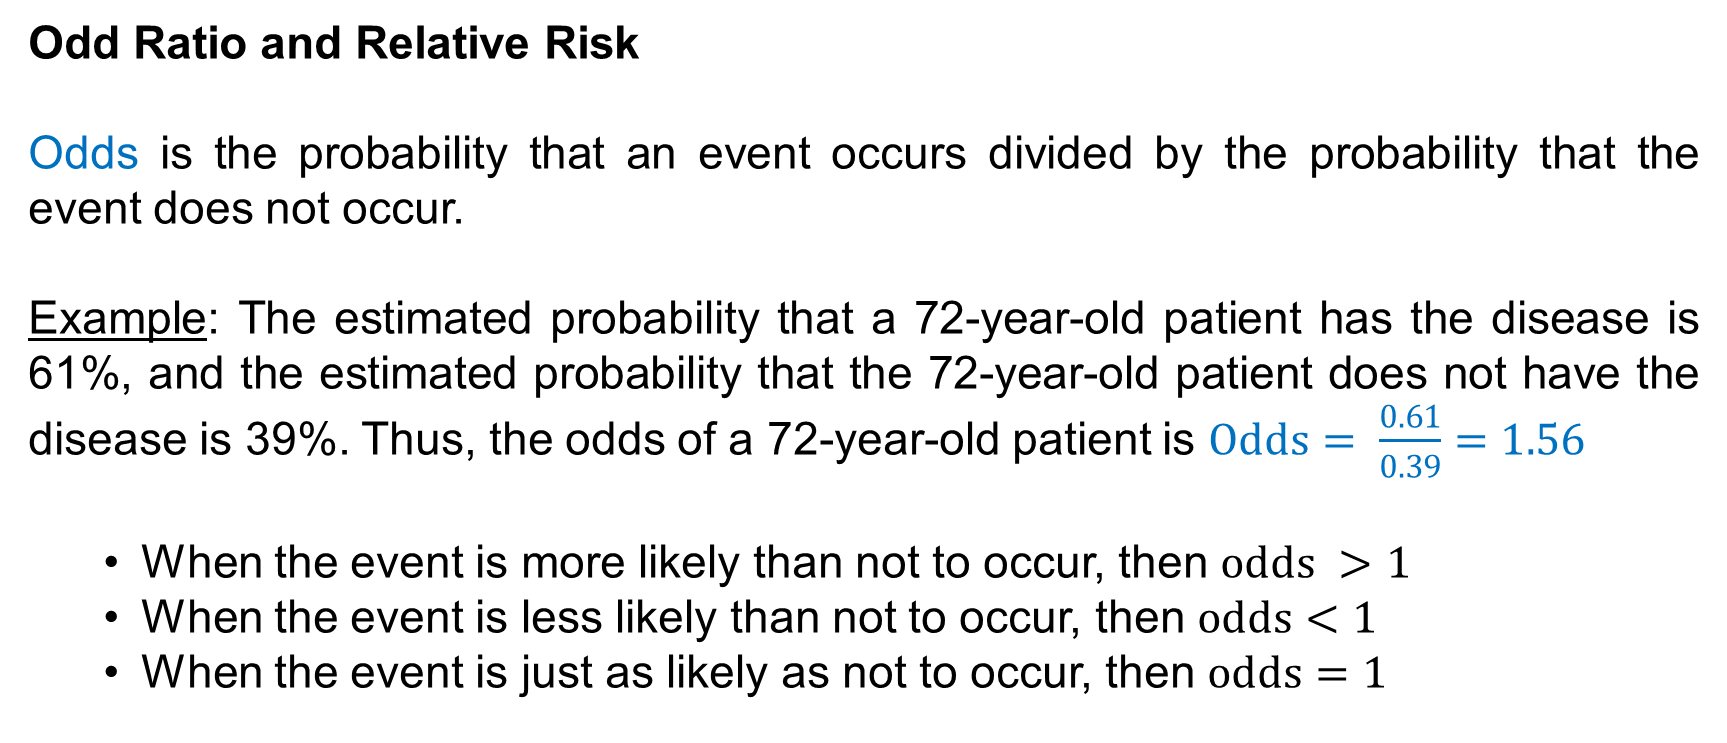 Odd Ratio and Relative Risk
Odds is the probability that an event occurs divided by the probability that the
event does not occur.
Example: The estimated probability that a 72-year-old patient has the disease is
61%, and the estimated probability that the 72-year-old patient does not have the
disease is 39%. Thus, the odds of a 72-year-old patient is Odds = 0.61/0.39 = 1.56
• When the event is more likely than not to occur, then odds > 1
• When the event is less likely than not to occur, then odds < 1
• When the event is just as likely as not to occur, then odds = 1